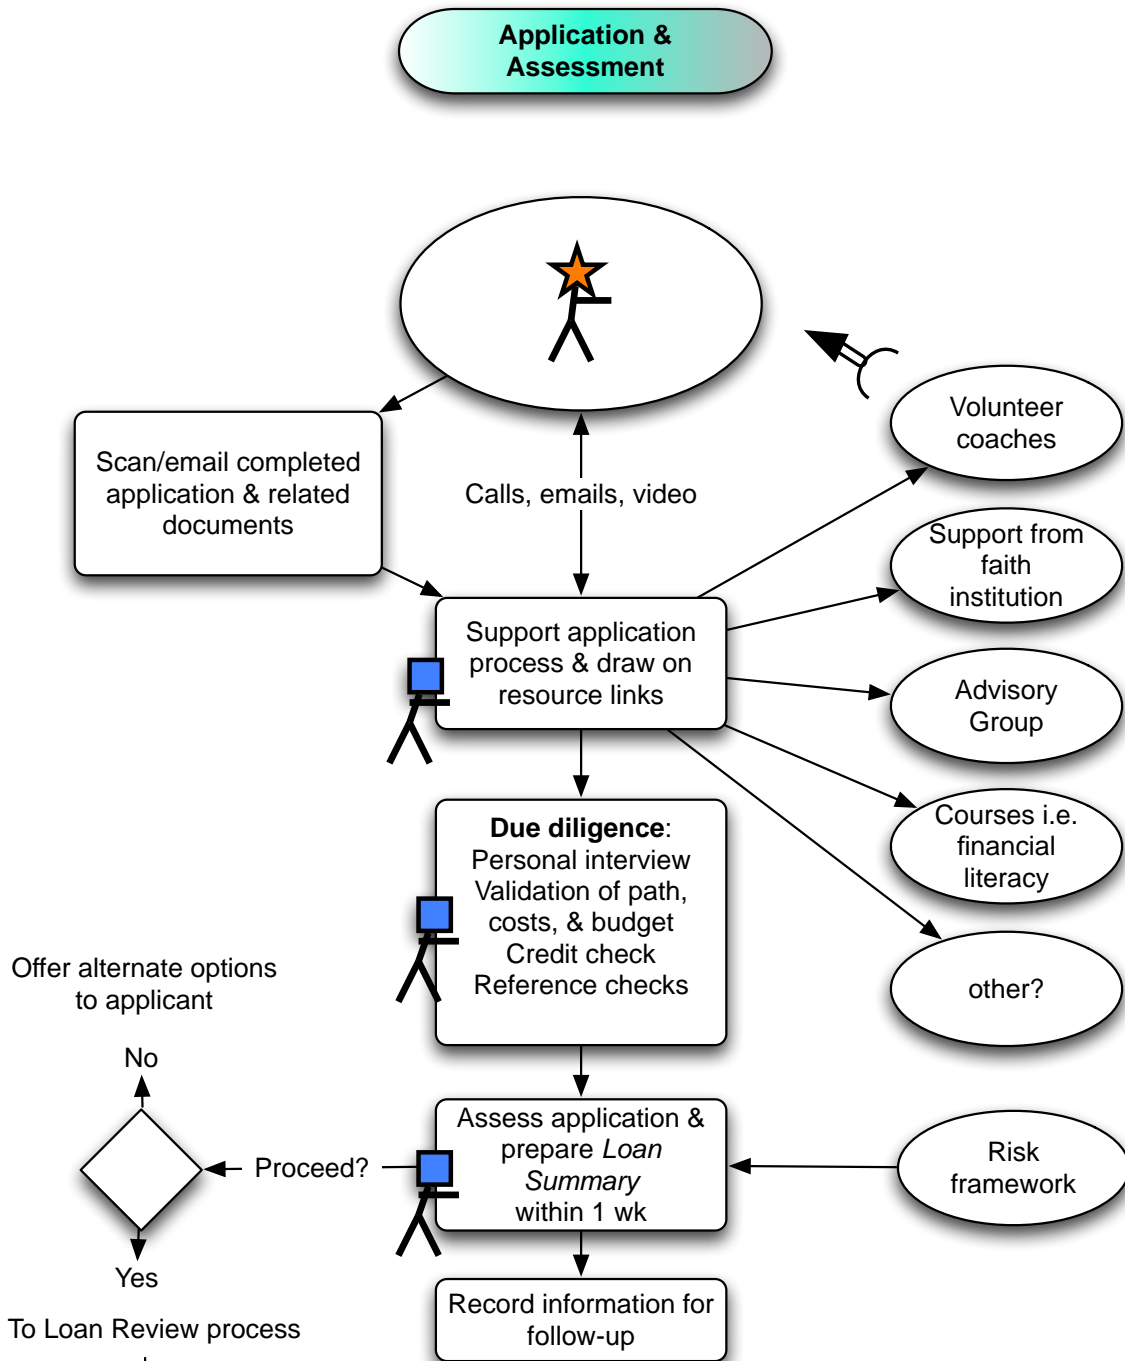 Application &
Assessment
Scan/email completed
application & related
documents
Calls, emails, video
Volunteer
coaches
Support from
faith
institution
Support application
process & draw on
resource links
Advisory
Group
Courses i.e.
financial
literacy
Due diligence:
Personal interview
Validation of path,
costs, & budget
Credit check
Reference checks
other?
Offer alternate options
to applicant
No
Proceed?
Assess application &
prepare Loan
Summary
within 1 wk
Risk
framework
Yes
To Loan Review process
Record information for
follow-up